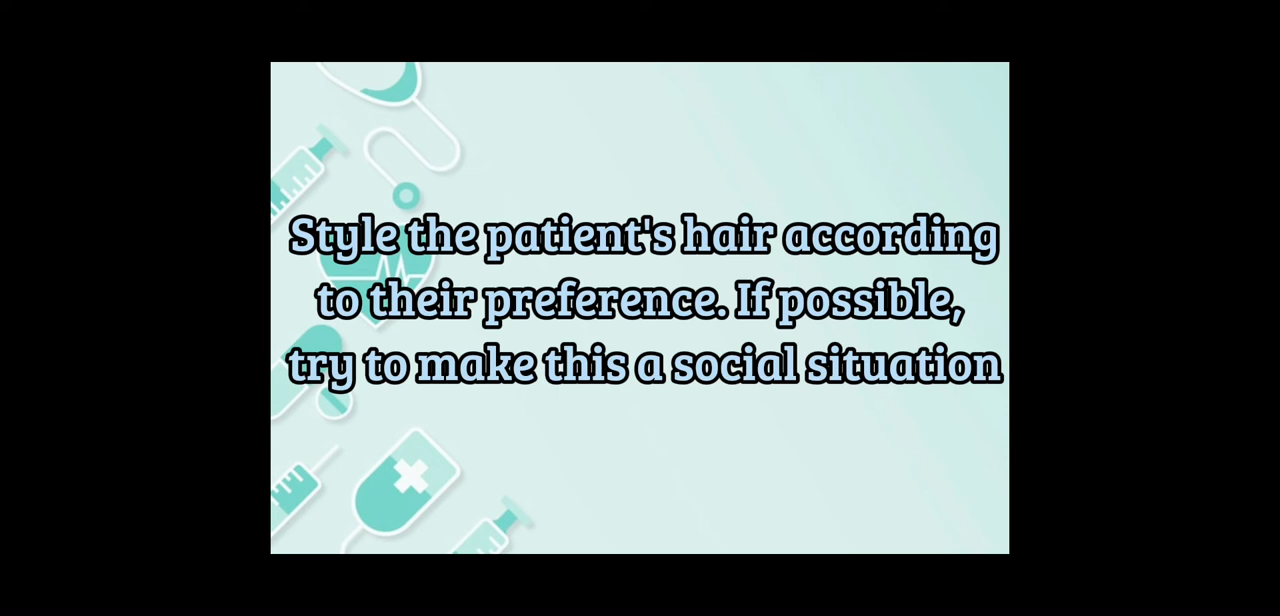 Style the patient's hair according
to their preference. If possible,
try to make this a social situation